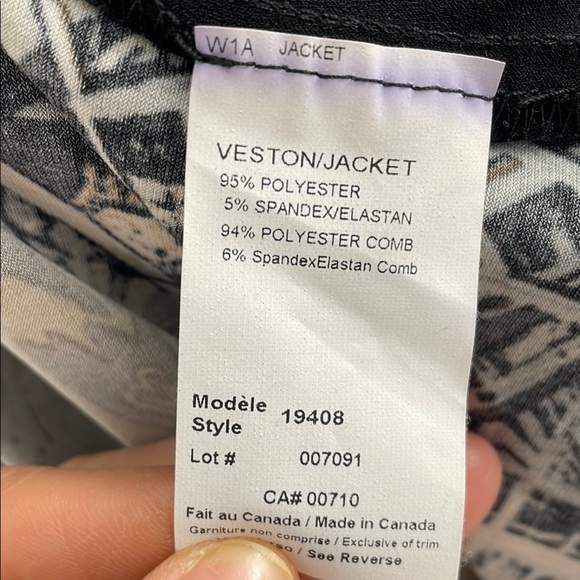 W1A JACKET
VESTON/JACKET
95% POLYESTER
5% SPANDEX/ELASTAN
94% POLYESTER COMB
6% SpandexElastan Comb
Modèle
Style 19408
Lot # 007091
CA# 00710
Fait au Canada / Made in Canada
Garniture non comprise / Exclusive of trim
/ See Reverse